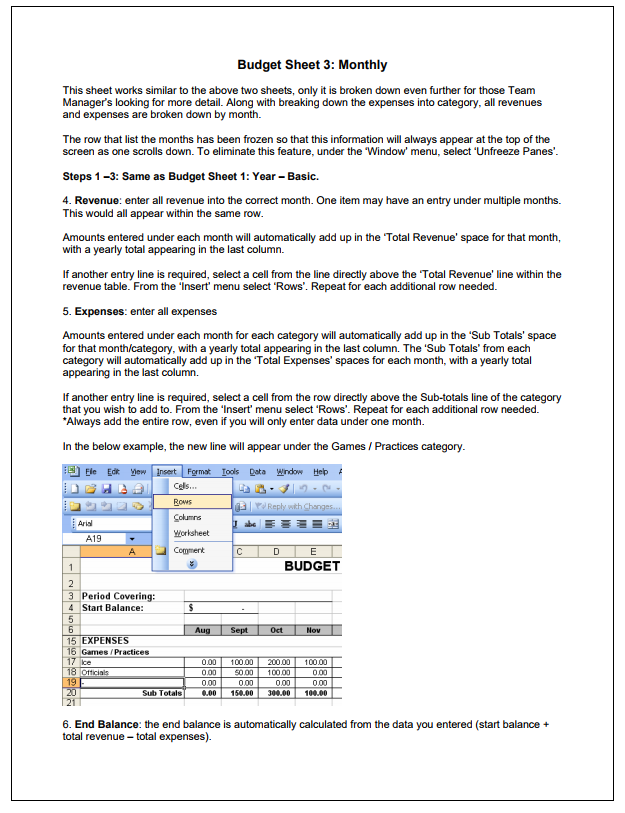 Budget Sheet 3: Monthly
This sheet works similar to the above two sheets, only it is broken down even further for those Team
Manager's looking for more detail. Along with breaking down the expenses into category, all revenues
and expenses are broken down by month.
The row that list the months has been frozen so that this information will always appear at the top of the
screen as one scrolls down. To eliminate this feature, under the 'Window' menu, select 'Unfreeze Panes'.
Steps 1 –3: Same as Budget Sheet 1: Year – Basic.
4. Revenue: enter all revenue into the correct month. One item may have an entry under multiple months.
This would all appear within the same row.
Amounts entered under each month will automatically add up in the 'Total Revenue' space for that month,
with a yearly total appearing in the last column.
If another entry line is required, select a cell from the line directly above the 'Total Revenue' line within the
revenue table. From the 'Insert' menu select 'Rows'. Repeat for each additional row needed.
5. Expenses: enter all expenses
Amounts entered under each month for each category will automatically add up in the 'Sub Totals' space
for that month/category, with a yearly total appearing in the last column. The 'Sub Totals' from each
category will automatically add up in the 'Total Expenses' spaces for each month, with a yearly total
appearing in the last column.
If another entry line is required, select a cell from the row directly above the Sub-totals line of the category
that you wish to add to. From the 'Insert' menu select 'Rows'. Repeat for each additional row needed.
*Always add the entire row, even if you will only enter data under one month.
In the below example, the new line will appear under the Games / Practices category.
File Edit View Insert Format Tools Data Window Help
Cells...
Rows
Reply with Changes...
Columns
Arial
abc
Worksheet
A19
Comment
A C D E
1 BUDGET
2
3 Period Covering:
4 Start Balance: $ -
5
6 Aug Sept Oct Nov
15 EXPENSES
16 Games / Practices
17 Ice 0.00 100.00 200.00 100.00
18 Officials 0.00 50.00 100.00 0.00
19 - 0.00 0.00 0.00 0.00
20 Sub Totals 0.00 150.00 300.00 100.00
21
6. End Balance: the end balance is automatically calculated from the data you entered (start balance +
total revenue – total expenses).